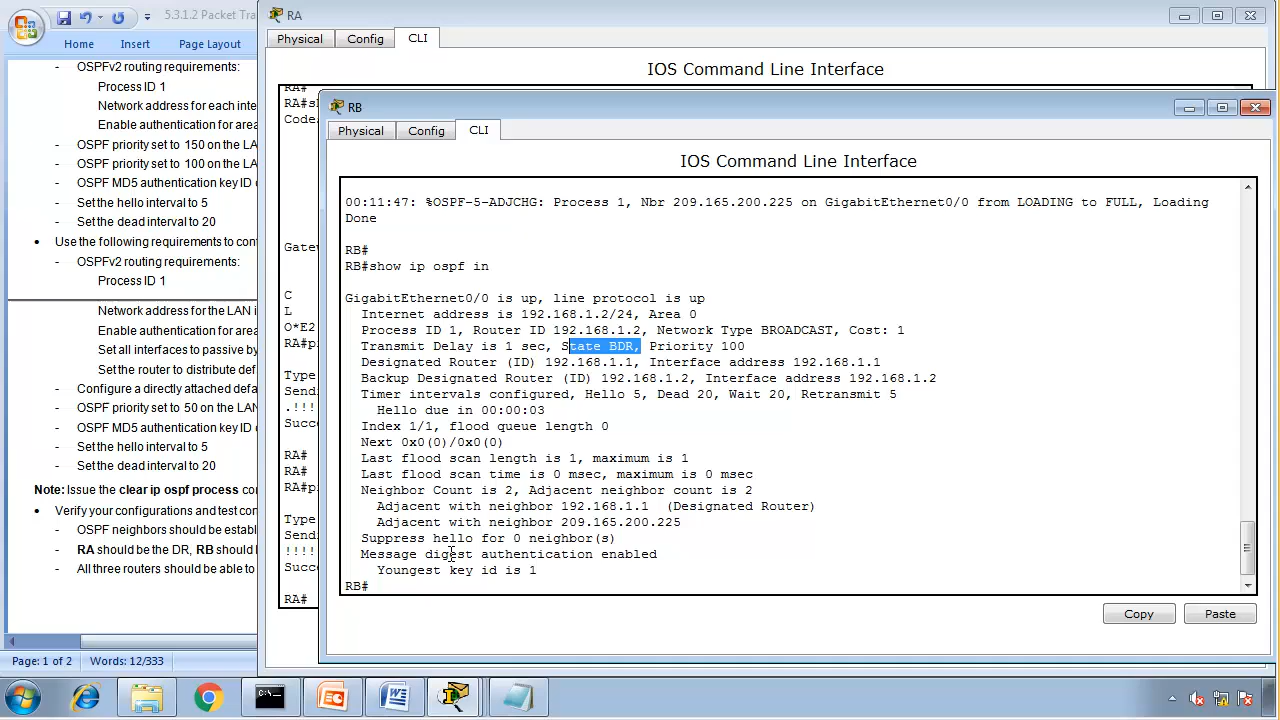 5.3.1.2 Packet Tra
Home Insert Page Layout
- OSPFv2 routing requirements:
Process ID 1
Network address for each inte
Enable authentication for area
- OSPF priority set to 150 on the LA
- OSPF priority set to 100 on the LA
- OSPF MD5 authentication key ID
- Set the hello interval to 5
- Set the dead interval to 20
• Use the following requirements to con
- OSPFv2 routing requirements:
Process ID 1
Network address for the LAN i
Enable authentication for area
Set all interfaces to passive by
Set the router to distribute def
- Configure a directly attached defa
- OSPF priority set to 50 on the LAN
- OSPF MD5 authentication key ID
- Set the hello interval to 5
- Set the dead interval to 20
Note: Issue the clear ip ospf process con
• Verify your configurations and test con
- OSPF neighbors should be establ
- RA should be the DR, RB should
- All three routers should be able to
Page: 1 of 2 Words: 12/333
RA
Physical Config CLI
IOS Command Line Interface
RA#
RA#s
Codes
Gatew
C
L
O*E2
RA#pi
Type
Sendi
.!!!
Succe
RA#
RA#
RA#pi
Type
Sendi
!!!!
Succe
RA#
RB
Physical Config CLI
IOS Command Line Interface
00:11:47: %OSPF-5-ADJCHG: Process 1, Nbr 209.165.200.225 on GigabitEthernet0/0 from LOADING to FULL, Loading
Done
RB#
RB#show ip ospf in
GigabitEthernet0/0 is up, line protocol is up
Internet address is 192.168.1.2/24, Area 0
Process ID 1, Router ID 192.168.1.2, Network Type BROADCAST, Cost: 1
Transmit Delay is 1 sec, State BDR, Priority 100
Designated Router (ID) 192.168.1.1, Interface address 192.168.1.1
Backup Designated Router (ID) 192.168.1.2, Interface address 192.168.1.2
Timer intervals configured, Hello 5, Dead 20, Wait 20, Retransmit 5
Hello due in 00:00:03
Index 1/1, flood queue length 0
Next 0x0(0)/0x0(0)
Last flood scan length is 1, maximum is 1
Last flood scan time is 0 msec, maximum is 0 msec
Neighbor Count is 2, Adjacent neighbor count is 2
Adjacent with neighbor 192.168.1.1 (Designated Router)
Adjacent with neighbor 209.165.200.225
Suppress hello for 0 neighbor(s)
Message digest authentication enabled
Youngest key id is 1
RB#
Copy Paste